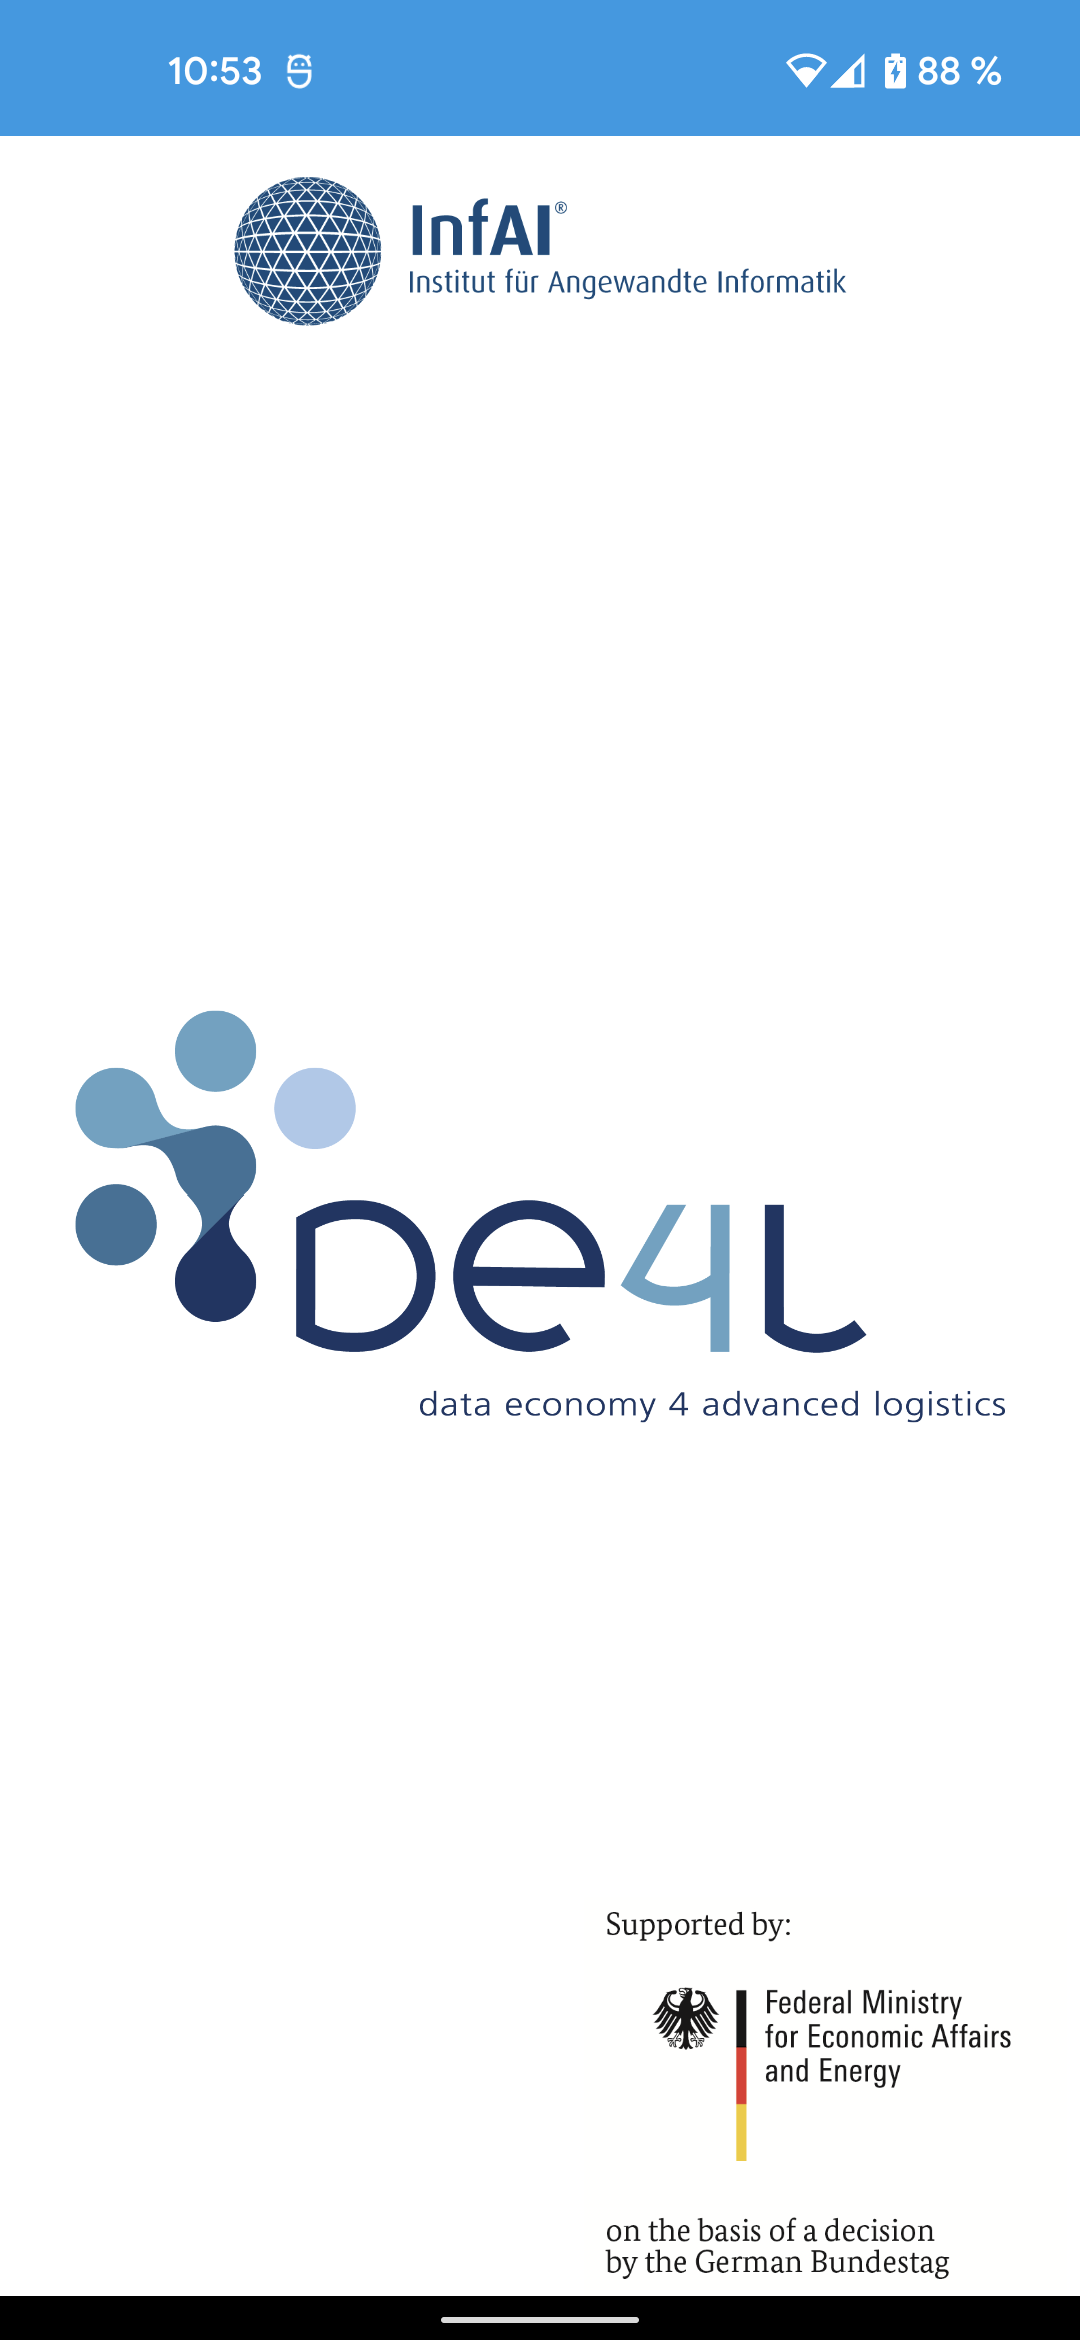 10:53
88 %
InfAI®
Institut für Angewandte Informatik
DE4L
data economy 4 advanced logistics
Supported by:
Federal Ministry
for Economic Affairs
and Energy
on the basis of a decision
by the German Bundestag